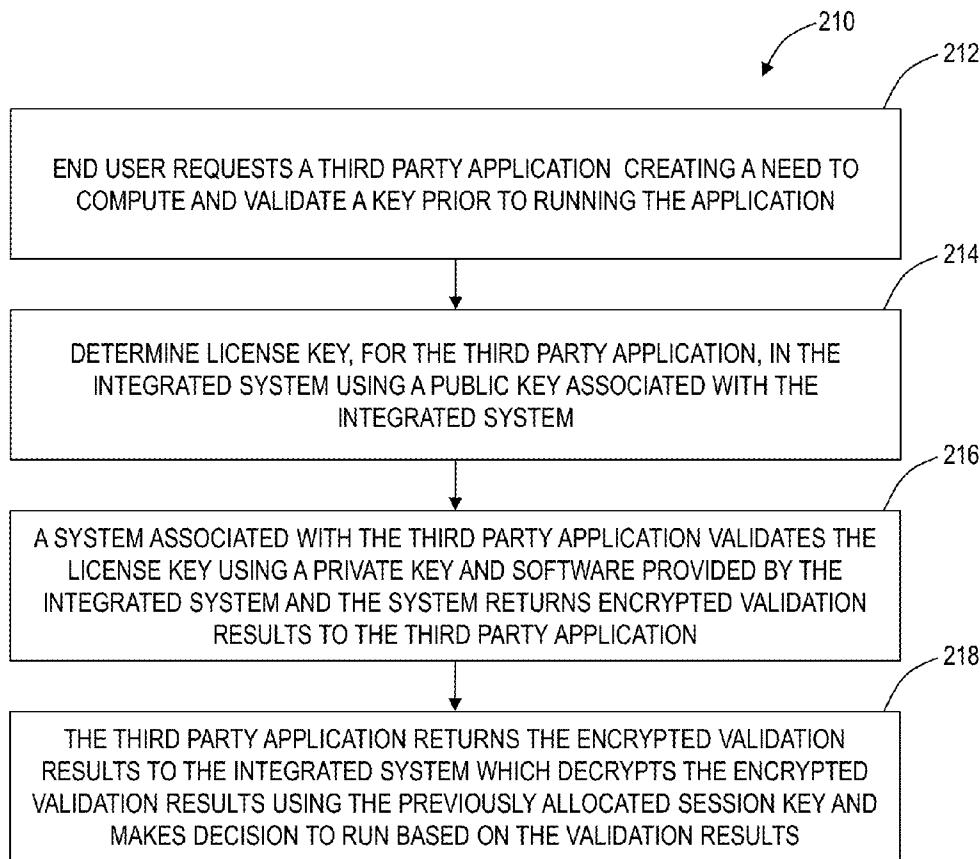 210
212
END USER REQUESTS A THIRD PARTY APPLICATION CREATING A NEED TO
COMPUTE AND VALIDATE A KEY PRIOR TO RUNNING THE APPLICATION
214
DETERMINE LICENSE KEY, FOR THE THIRD PARTY APPLICATION, IN THE
INTEGRATED SYSTEM USING A PUBLIC KEY ASSOCIATED WITH THE
INTEGRATED SYSTEM
216
A SYSTEM ASSOCIATED WITH THE THIRD PARTY APPLICATION VALIDATES THE
LICENSE KEY USING A PRIVATE KEY AND SOFTWARE PROVIDED BY THE
INTEGRATED SYSTEM AND THE SYSTEM RETURNS ENCRYPTED VALIDATION
RESULTS TO THE THIRD PARTY APPLICATION
218
THE THIRD PARTY APPLICATION RETURNS THE ENCRYPTED VALIDATION
RESULTS TO THE INTEGRATED SYSTEM WHICH DECRYPTS THE ENCRYPTED
VALIDATION RESULTS USING THE PREVIOUSLY ALLOCATED SESSION KEY AND
MAKES DECISION TO RUN BASED ON THE VALIDATION RESULTS.